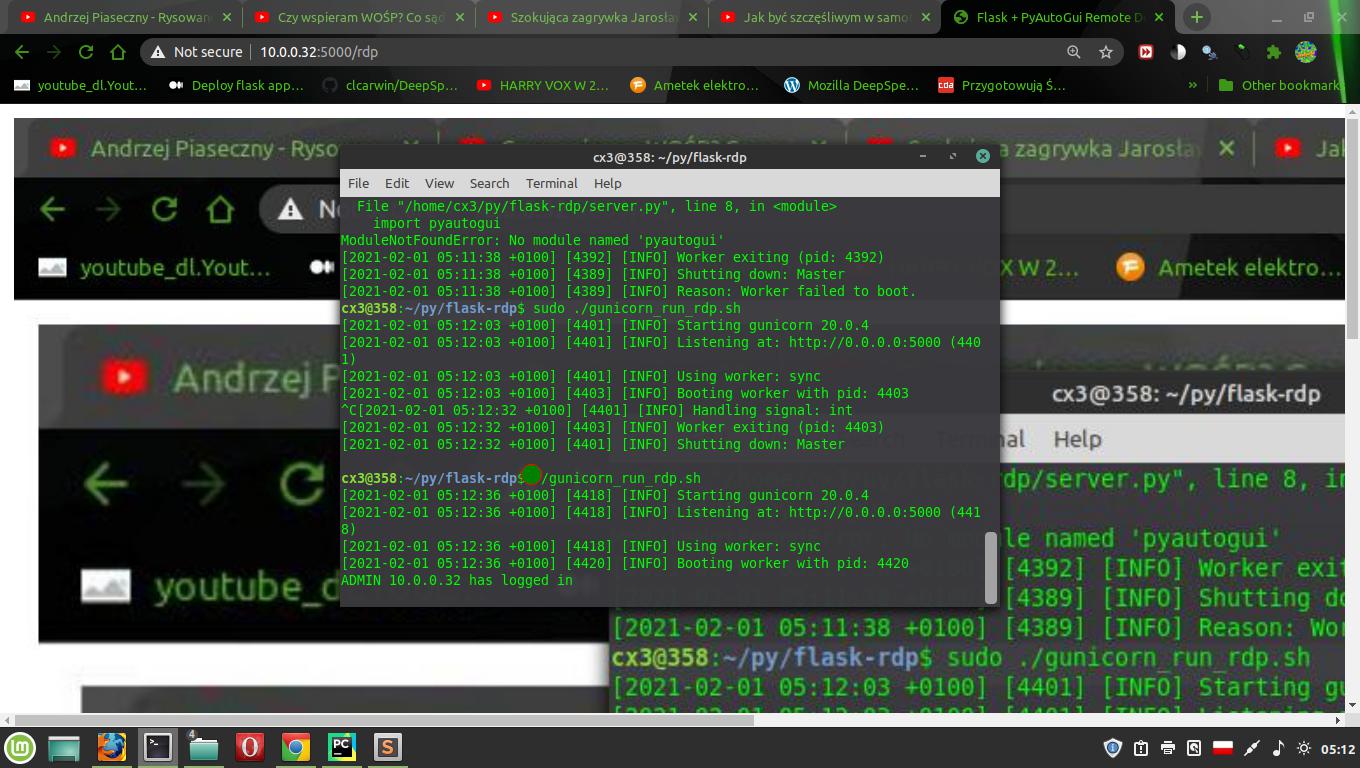 Andrzej Piaseczny - Rysowan
Czy wspieram WOŚP? Co sąd
Szokująca zagrywka Jarosła
Jak być szczęśliwym w samo
Flask + PyAutoGui Remote D
Not secure | 10.0.0.32:5000/rdp
youtube_dl.Yout…
Deploy flask app…
clcarwin/DeepSp…
HARRY VOX W 2…
Ametek elektro…
Mozilla DeepSpe…
Przygotowują Ś…
» Other bookmark
Andrzej Piaseczny - Ryso
a zagrywka Jarosła
Jak
youtube_dl.Yout…
X W 2…
Ametek elektro…
cx3@358: ~/py/flask-rdp
File Edit View Search Terminal Help
File "/home/cx3/py/flask-rdp/server.py", line 8, in <module>
import pyautogui
ModuleNotFoundError: No module named 'pyautogui'
[2021-02-01 05:11:38 +0100] [4392] [INFO] Worker exiting (pid: 4392)
[2021-02-01 05:11:38 +0100] [4389] [INFO] Shutting down: Master
[2021-02-01 05:11:38 +0100] [4389] [INFO] Reason: Worker failed to boot.
cx3@358:~/py/flask-rdp$ sudo ./gunicorn_run_rdp.sh
[2021-02-01 05:12:03 +0100] [4401] [INFO] Starting gunicorn 20.0.4
[2021-02-01 05:12:03 +0100] [4401] [INFO] Listening at: http://0.0.0.0:5000 (440
1)
[2021-02-01 05:12:03 +0100] [4401] [INFO] Using worker: sync
[2021-02-01 05:12:03 +0100] [4403] [INFO] Booting worker with pid: 4403
^C[2021-02-01 05:12:32 +0100] [4401] [INFO] Handling signal: int
[2021-02-01 05:12:32 +0100] [4403] [INFO] Worker exiting (pid: 4403)
[2021-02-01 05:12:32 +0100] [4401] [INFO] Shutting down: Master
cx3@358:~/py/flask-rdp$ /gunicorn_run_rdp.sh
[2021-02-01 05:12:36 +0100] [4418] [INFO] Starting gunicorn 20.0.4
[2021-02-01 05:12:36 +0100] [4418] [INFO] Listening at: http://0.0.0.0:5000 (441
8)
[2021-02-01 05:12:36 +0100] [4418] [INFO] Using worker: sync
[2021-02-01 05:12:36 +0100] [4420] [INFO] Booting worker with pid: 4420
ADMIN 10.0.0.32 has logged in
Andrzej P
cx3@358: ~/py/flask-rdp
Terminal Help
dp/server.py", line 8, in
le named 'pyautogui'
youtube_d
[4392] [INFO] Worker exit
[4389] [INFO] Shutting do
[2021-02-01 05:11:38 +0100] [4389] [INFO] Reason: Wor
cx3@358:~/py/flask-rdp$ sudo ./gunicorn_run_rdp.sh
[2021-02-01 05:12:03 +0100] [4401] [INFO] Starting gu
4
05:12